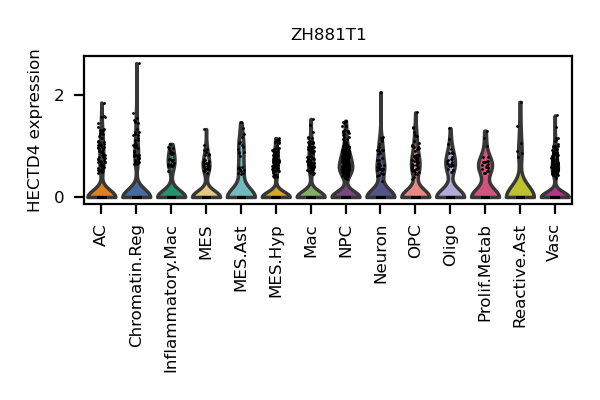 ZH881T1
HECTD4 expression
2
0
AC
Chromatin.Reg
Inflammatory.Mac
MES
MES.Ast
MES.Hyp
Mac
NPC
Neuron
OPC
Oligo
Prolif.Metab
Reactive.Ast
Vasc